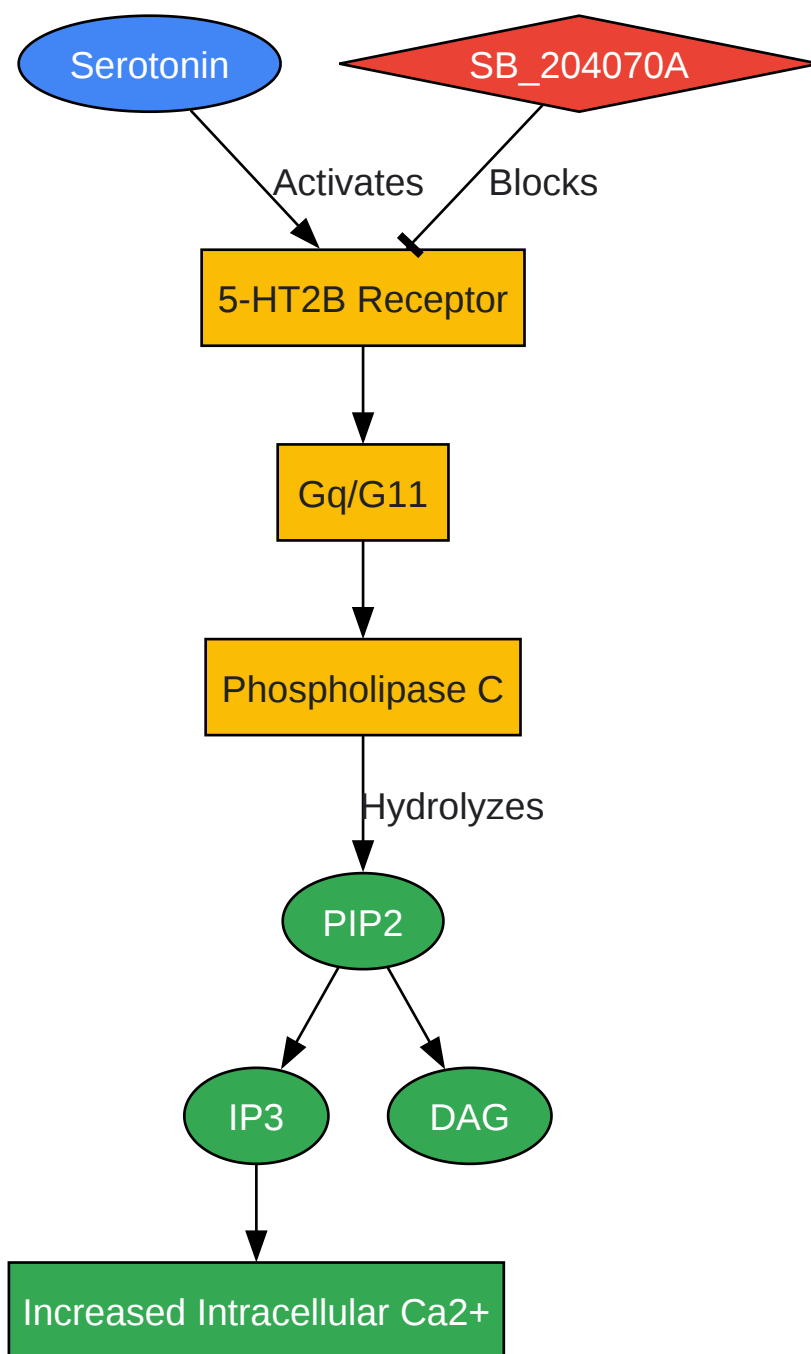 Serotonin
SB_204070A
Activates
Blocks
5-HT2B Receptor
Gq/G11
Phospholipase C
Hydrolyzes
PIP2
IP3
DAG
Increased Intracellular Ca2+